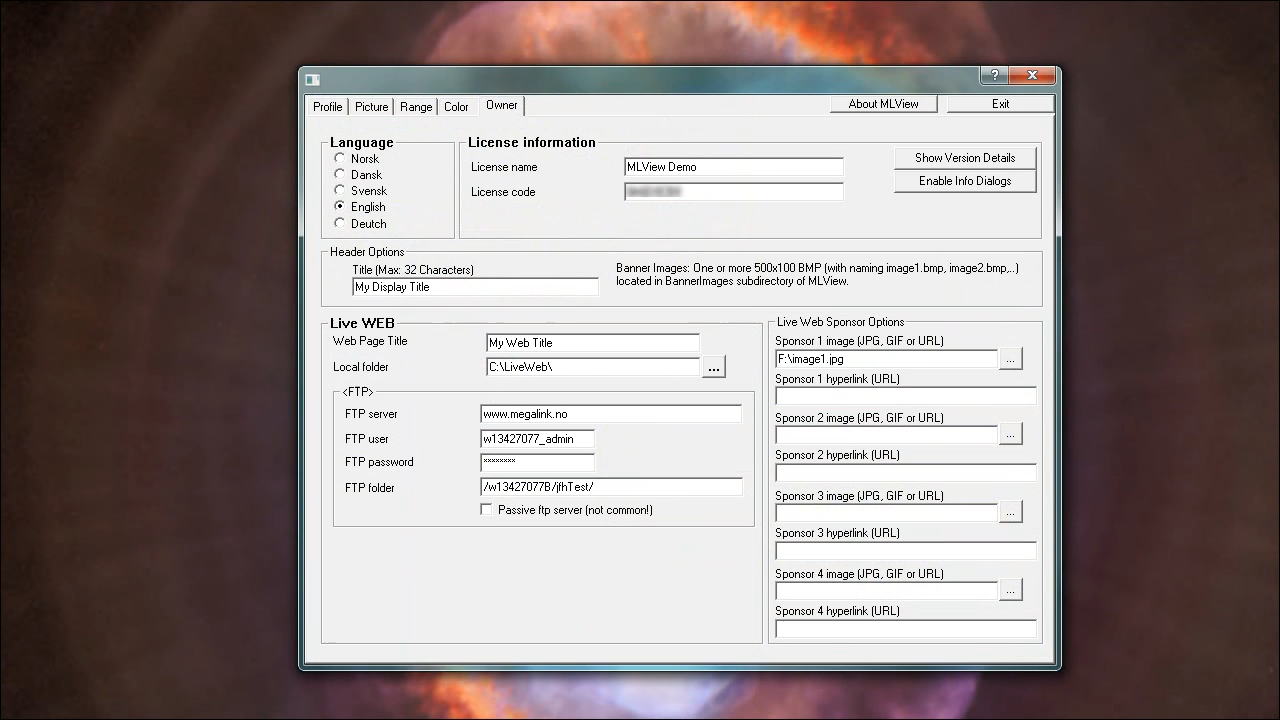 ?
Profile Picture Range Color Owner About MLView Exit
Language
Norsk
Dansk
Svensk
English
Deutch
License information
License name MLView Demo
License code
Show Version Details
Enable Info Dialogs
Header Options
Title (Max: 32 Characters)
My Display Title
Banner Images: One or more 500x100 BMP (with naming image1.bmp, image2.bmp,..)
located in BannerImages subdirectory of MLView.
Live WEB
Web Page Title My Web Title
Local folder C:\LiveWeb\ ...
<FTP>
FTP server www.megalink.no
FTP user w13427077_admin
FTP password ********
FTP folder /w13427077B/jfhTest/
Passive ftp server (not common!)
Live Web Sponsor Options
Sponsor 1 image (JPG, GIF or URL)
F:\image1.jpg ...
Sponsor 1 hyperlink (URL)
Sponsor 2 image (JPG, GIF or URL)
...
Sponsor 2 hyperlink (URL)
Sponsor 3 image (JPG, GIF or URL)
...
Sponsor 3 hyperlink (URL)
Sponsor 4 image (JPG, GIF or URL)
...
Sponsor 4 hyperlink (URL)